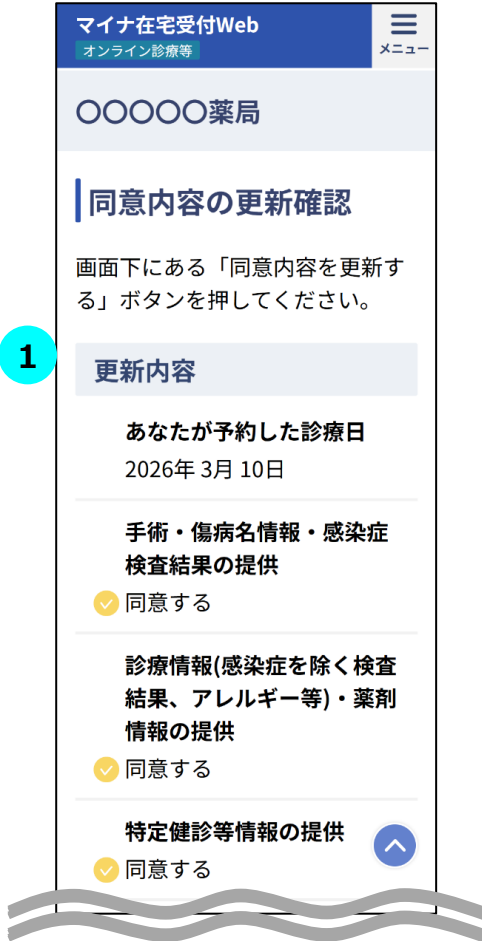 マイナ在宅受付Web
オンライン診療等
メニュー
〇〇〇〇〇薬局
同意内容の更新確認
画面下にある「同意内容を更新す
る」ボタンを押してください。
1
更新内容
あなたが予約した診療日
2026年 3月 10日
手術・傷病名情報・感染症
検査結果の提供
同意する
診療情報(感染症を除く検査
結果、アレルギー等)・薬剤
情報の提供
同意する
特定健診等情報の提供
同意する